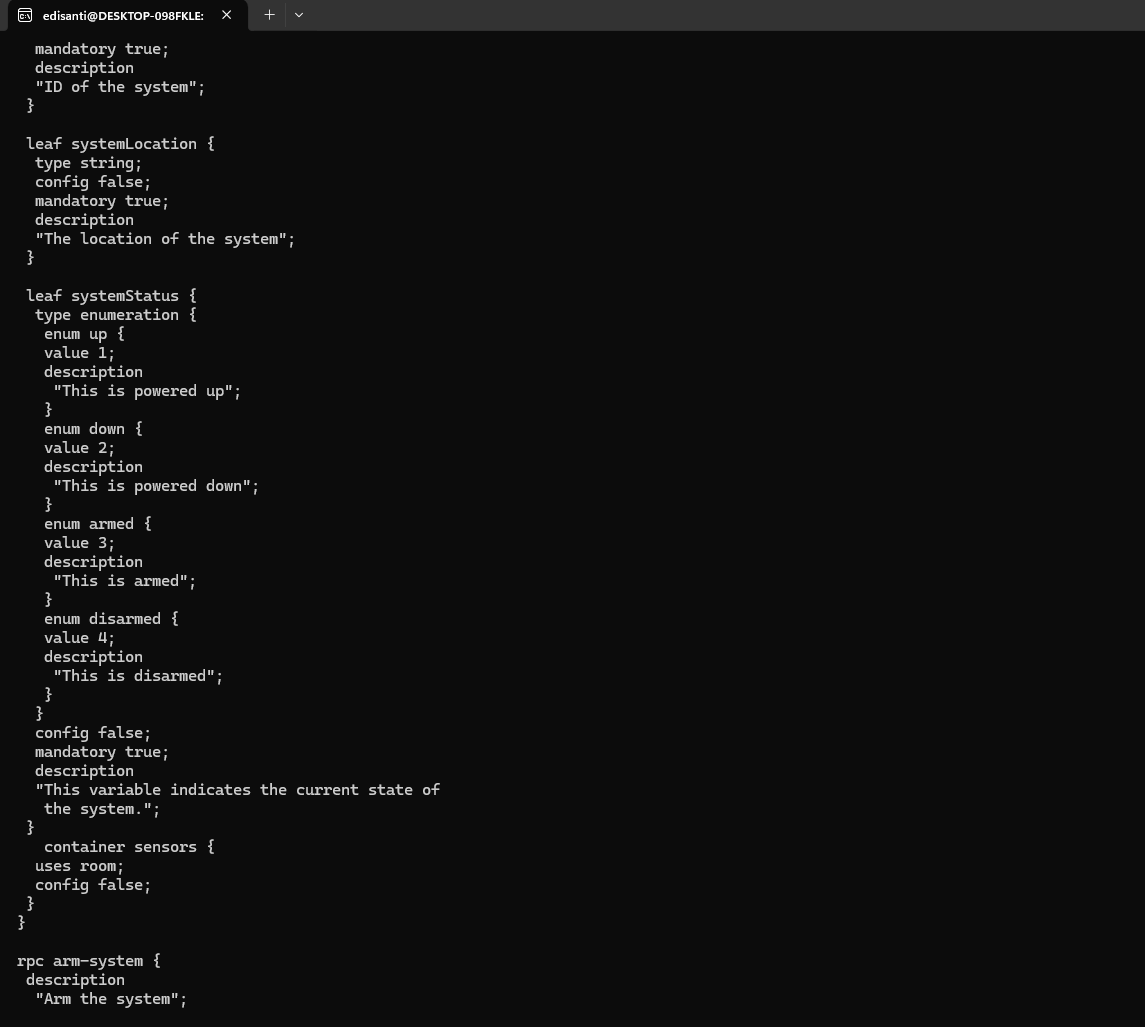 edisanti@DESKTOP-098FKLE:
mandatory true;
description
"ID of the system";
}
leaf systemLocation {
type string;
config false;
mandatory true;
description
"The location of the system";
}
leaf systemStatus {
type enumeration {
enum up {
value 1;
description
"This is powered up";
}
enum down {
value 2;
description
"This is powered down";
}
enum armed {
value 3;
description
"This is armed";
}
enum disarmed {
value 4;
description
"This is disarmed";
}
}
config false;
mandatory true;
description
"This variable indicates the current state of
the system.";
}
container sensors {
uses room;
config false;
}
}
rpc arm-system {
description
"Arm the system";